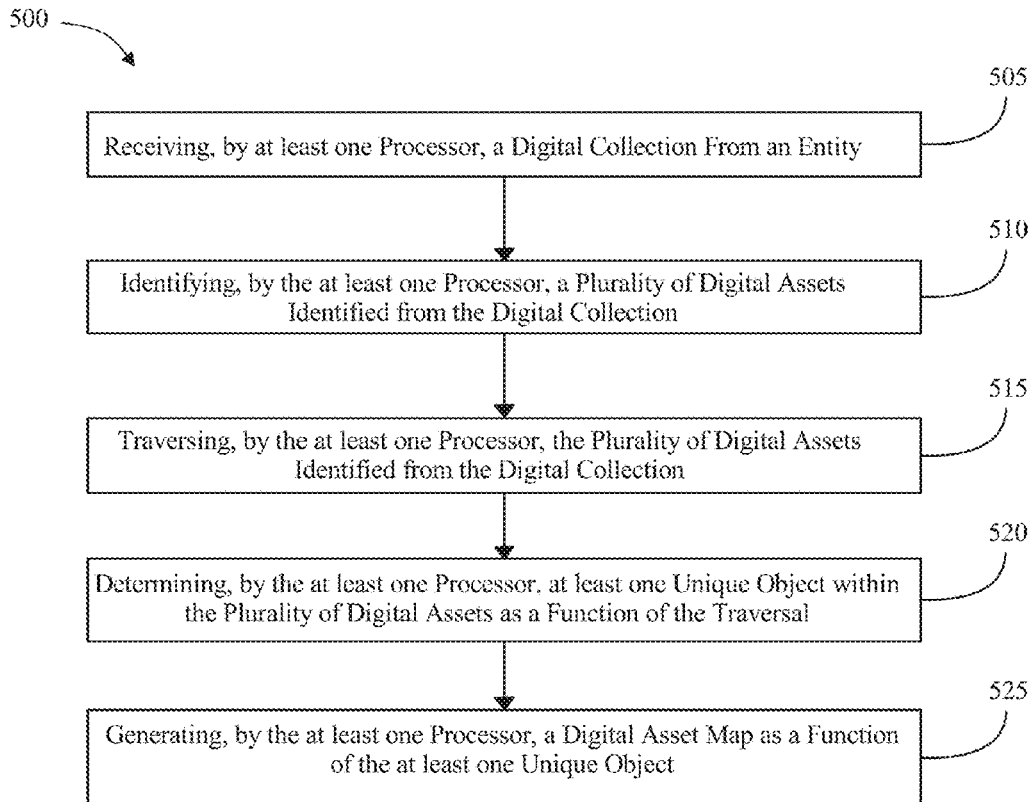 500
505
Receiving, by at least one Processor, a Digital Collection From an Entity
510
Identifying, by the at least one Processor, a Plurality of Digital Assets
Identified from the Digital Collection
515
Traversing, by the at least one Processor, the Plurality of Digital Assets
Identified from the Digital Collection
520
Determining, by the at least one Processor, at least one Unique Object within
the Plurality of Digital Assets as a Function of the Traversal
525
Generating, by the at least one Processor, a Digital Asset Map as a Function
of the at least one Unique Object